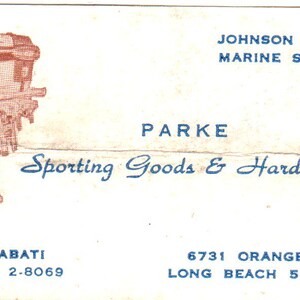 JOHNSON
MARINE S
PARKE
Sporting Goods & Hard
ABATI
2-8069
6731 ORANGE
LONG BEACH 5